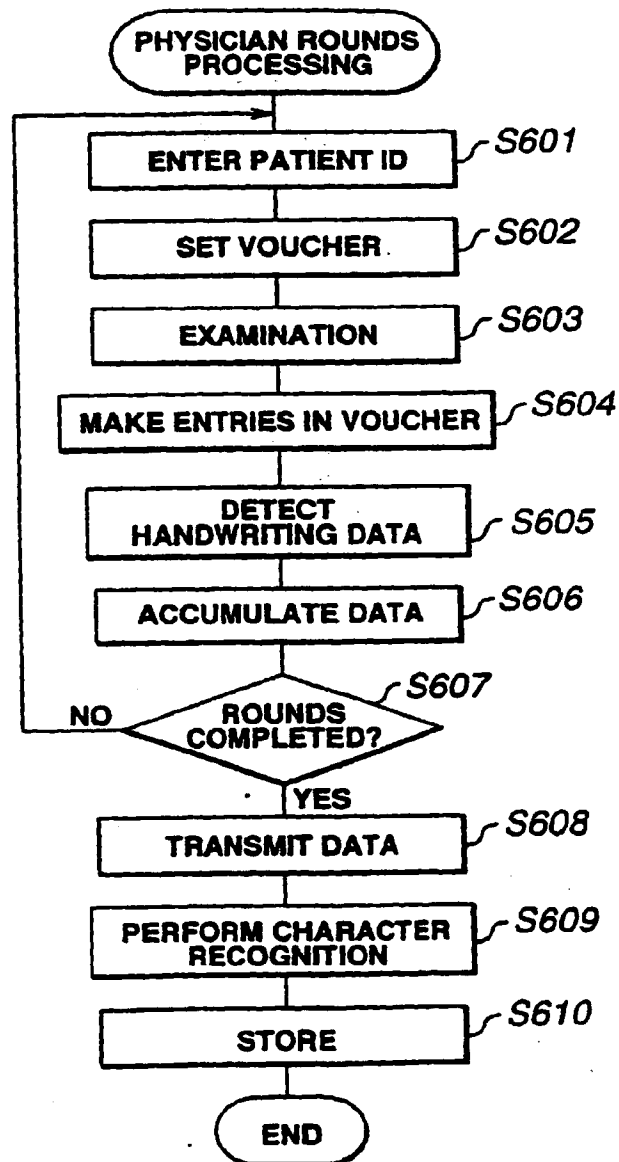 PHYSICIAN ROUNDS
PROCESSING
ENTER PATIENT ID
S601
SET VOUCHER
S602
EXAMINATION
S603
MAKE ENTRIES IN VOUCHER
S604
DETECT
HANDWRITING DATA
S605
ACCUMULATE DATA
S606
S607
NO
ROUNDS
COMPLETED?
YES
TRANSMIT DATA
S608
PERFORM CHARACTER
RECOGNITION
S609
STORE
S610
END